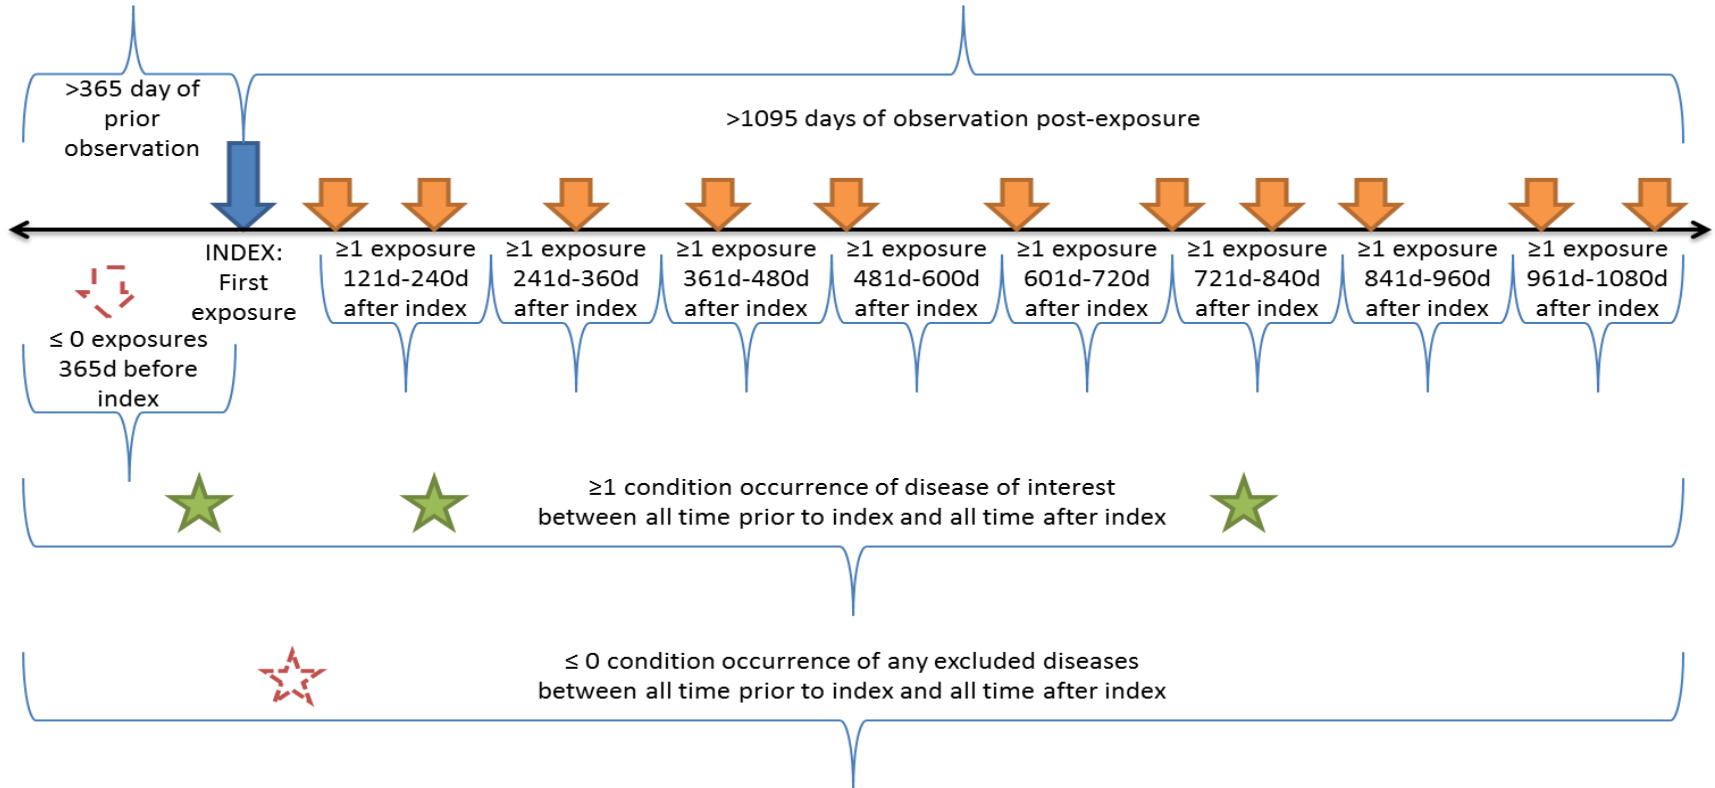 >365 day of
prior
observation
>1095 days of observation post-exposure
INDEX:
First
exposure
≥1 exposure
121d-240d
after index
≥1 exposure
241d-360d
after index
≥1 exposure
361d-480d
after index
≥1 exposure
481d-600d
after index
≥1 exposure
601d-720d
after index
≥1 exposure
721d-840d
after index
≥1 exposure
841d-960d
after index
≥1 exposure
961d-1080d
after index
≤ 0 exposures
365d before
index
≥1 condition occurrence of disease of interest
between all time prior to index and all time after index
≤ 0 condition occurrence of any excluded diseases
between all time prior to index and all time after index